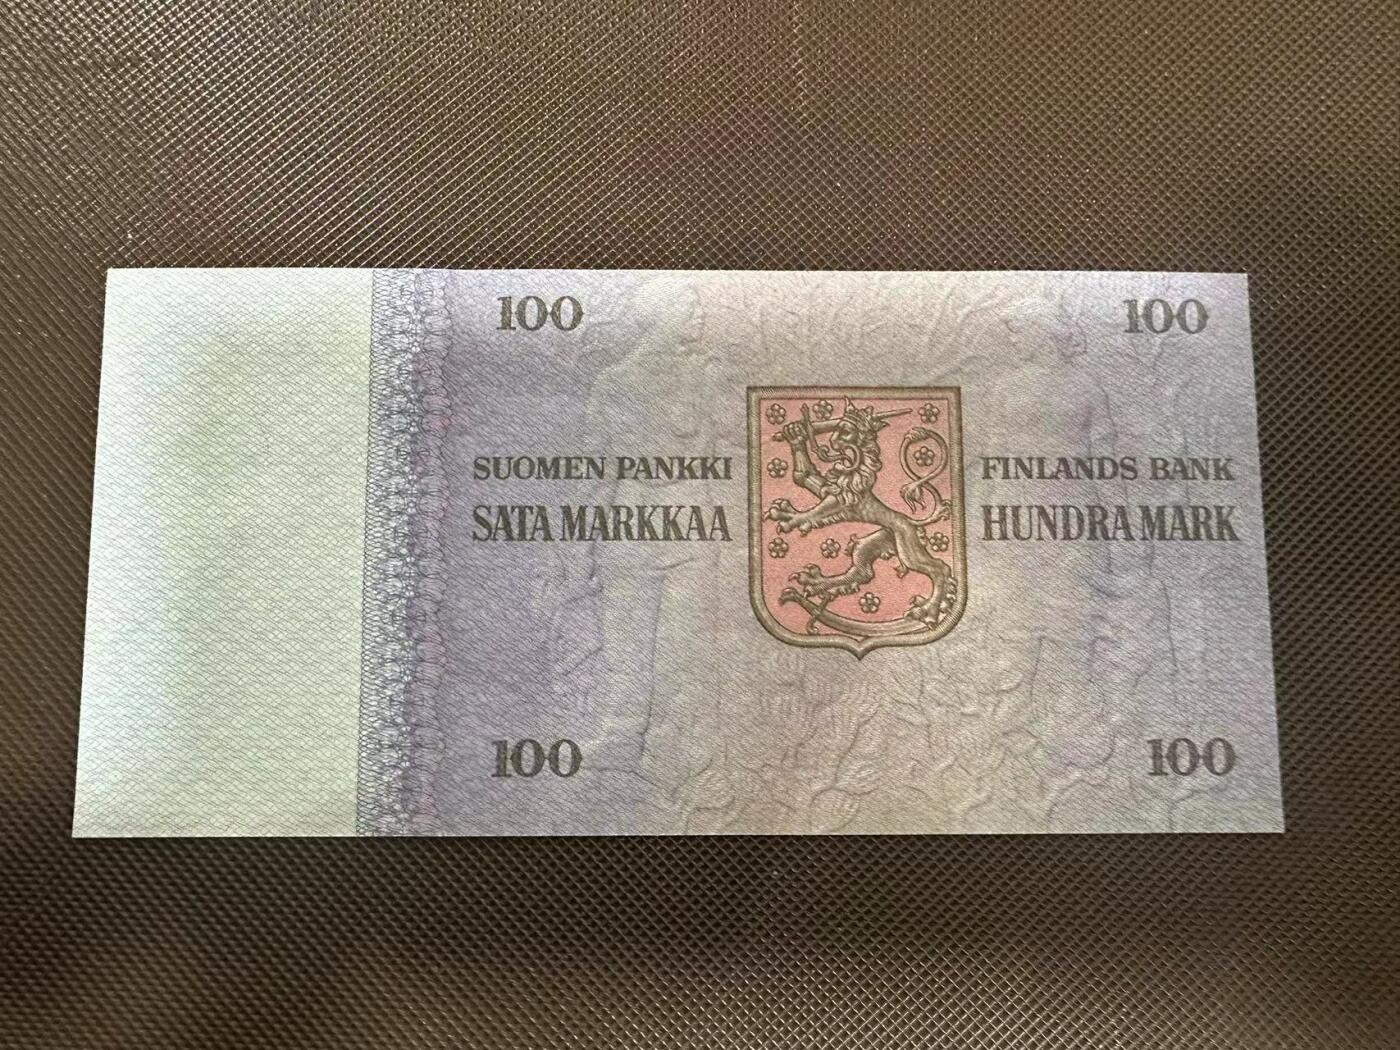 100 100
SUOMEN PANKKI FINLANDS BANK
SATA MARKKAA HUNDRA MARK
100 100